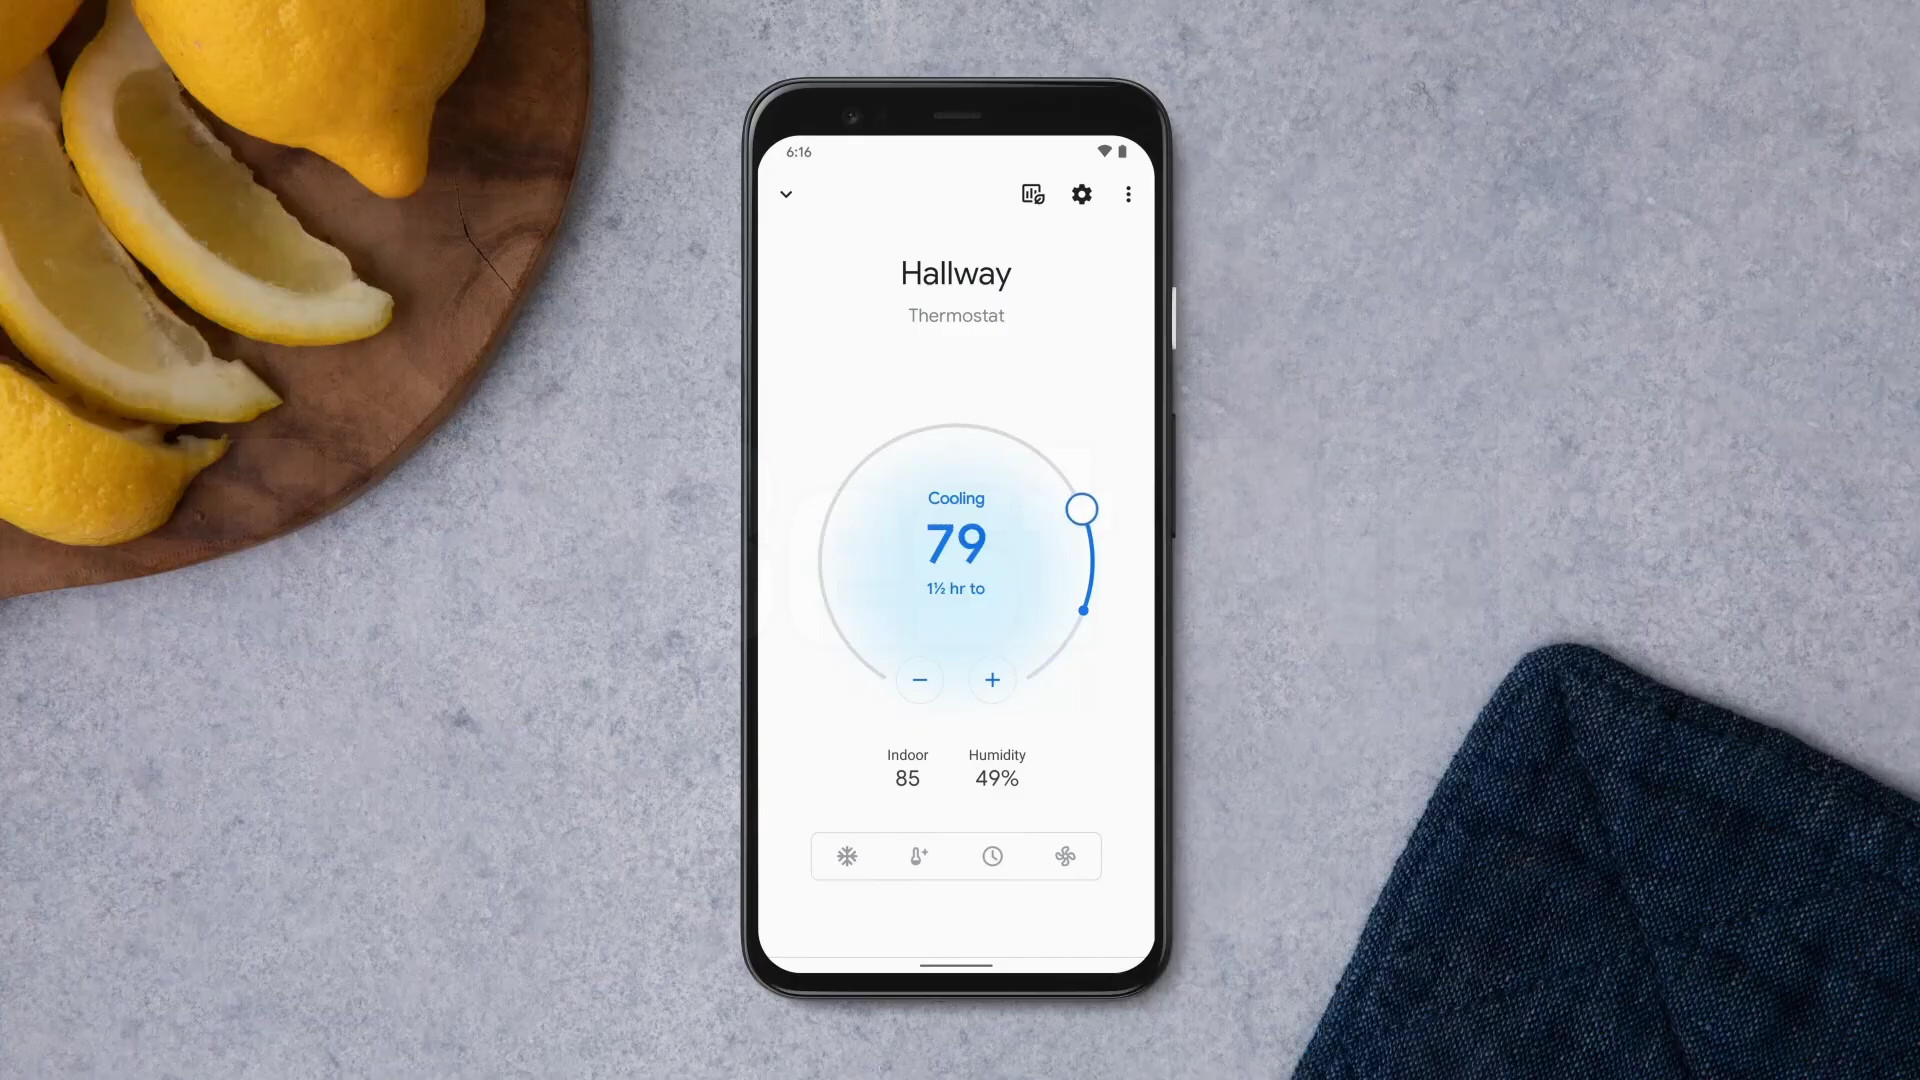 6:16
Hallway
Thermostat
Cooling
79
1½ hr to
Indoor
85
Humidity
49%